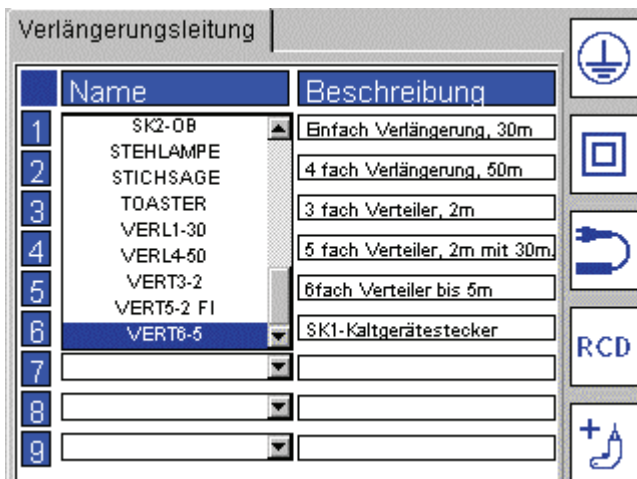 Verlängerungsleitung
Name Beschreibung
1 SK2-OB Einfach Verlängerung, 30m
STEHLAMPE
2 STICHSAGE 4 fach Verlängerung, 50m
3 TOASTER 3 fach Verteiler, 2m
VERL1-30
4 VERL4-50 5 fach Verteiler, 2m mit 30m.
5 VERT3-2 6fach Verteiler bis 5m
VERT5-2 FI
6 VERT6-5 SK1-Kaltgerätestecker
RCD
7
8
9